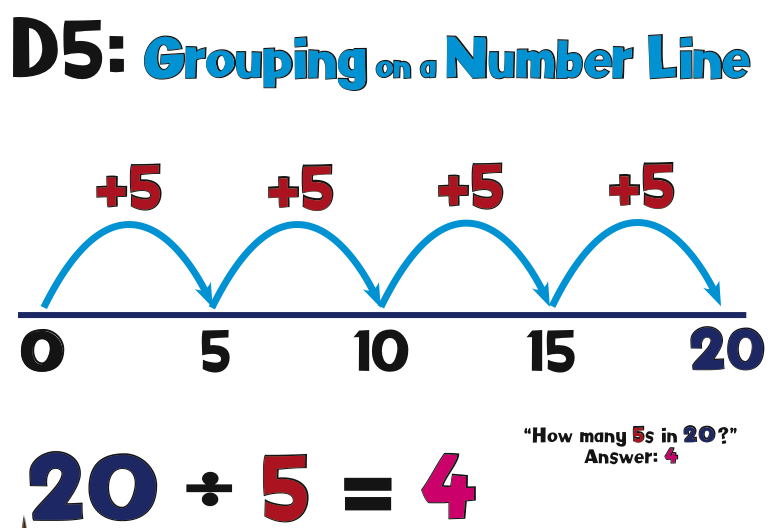 D5: Grouping on a Number Line
+5 +5 +5 +5
0 5 10 15 20
"How many 5s in 20?"
Answer: 4
20 ÷ 5 = 4